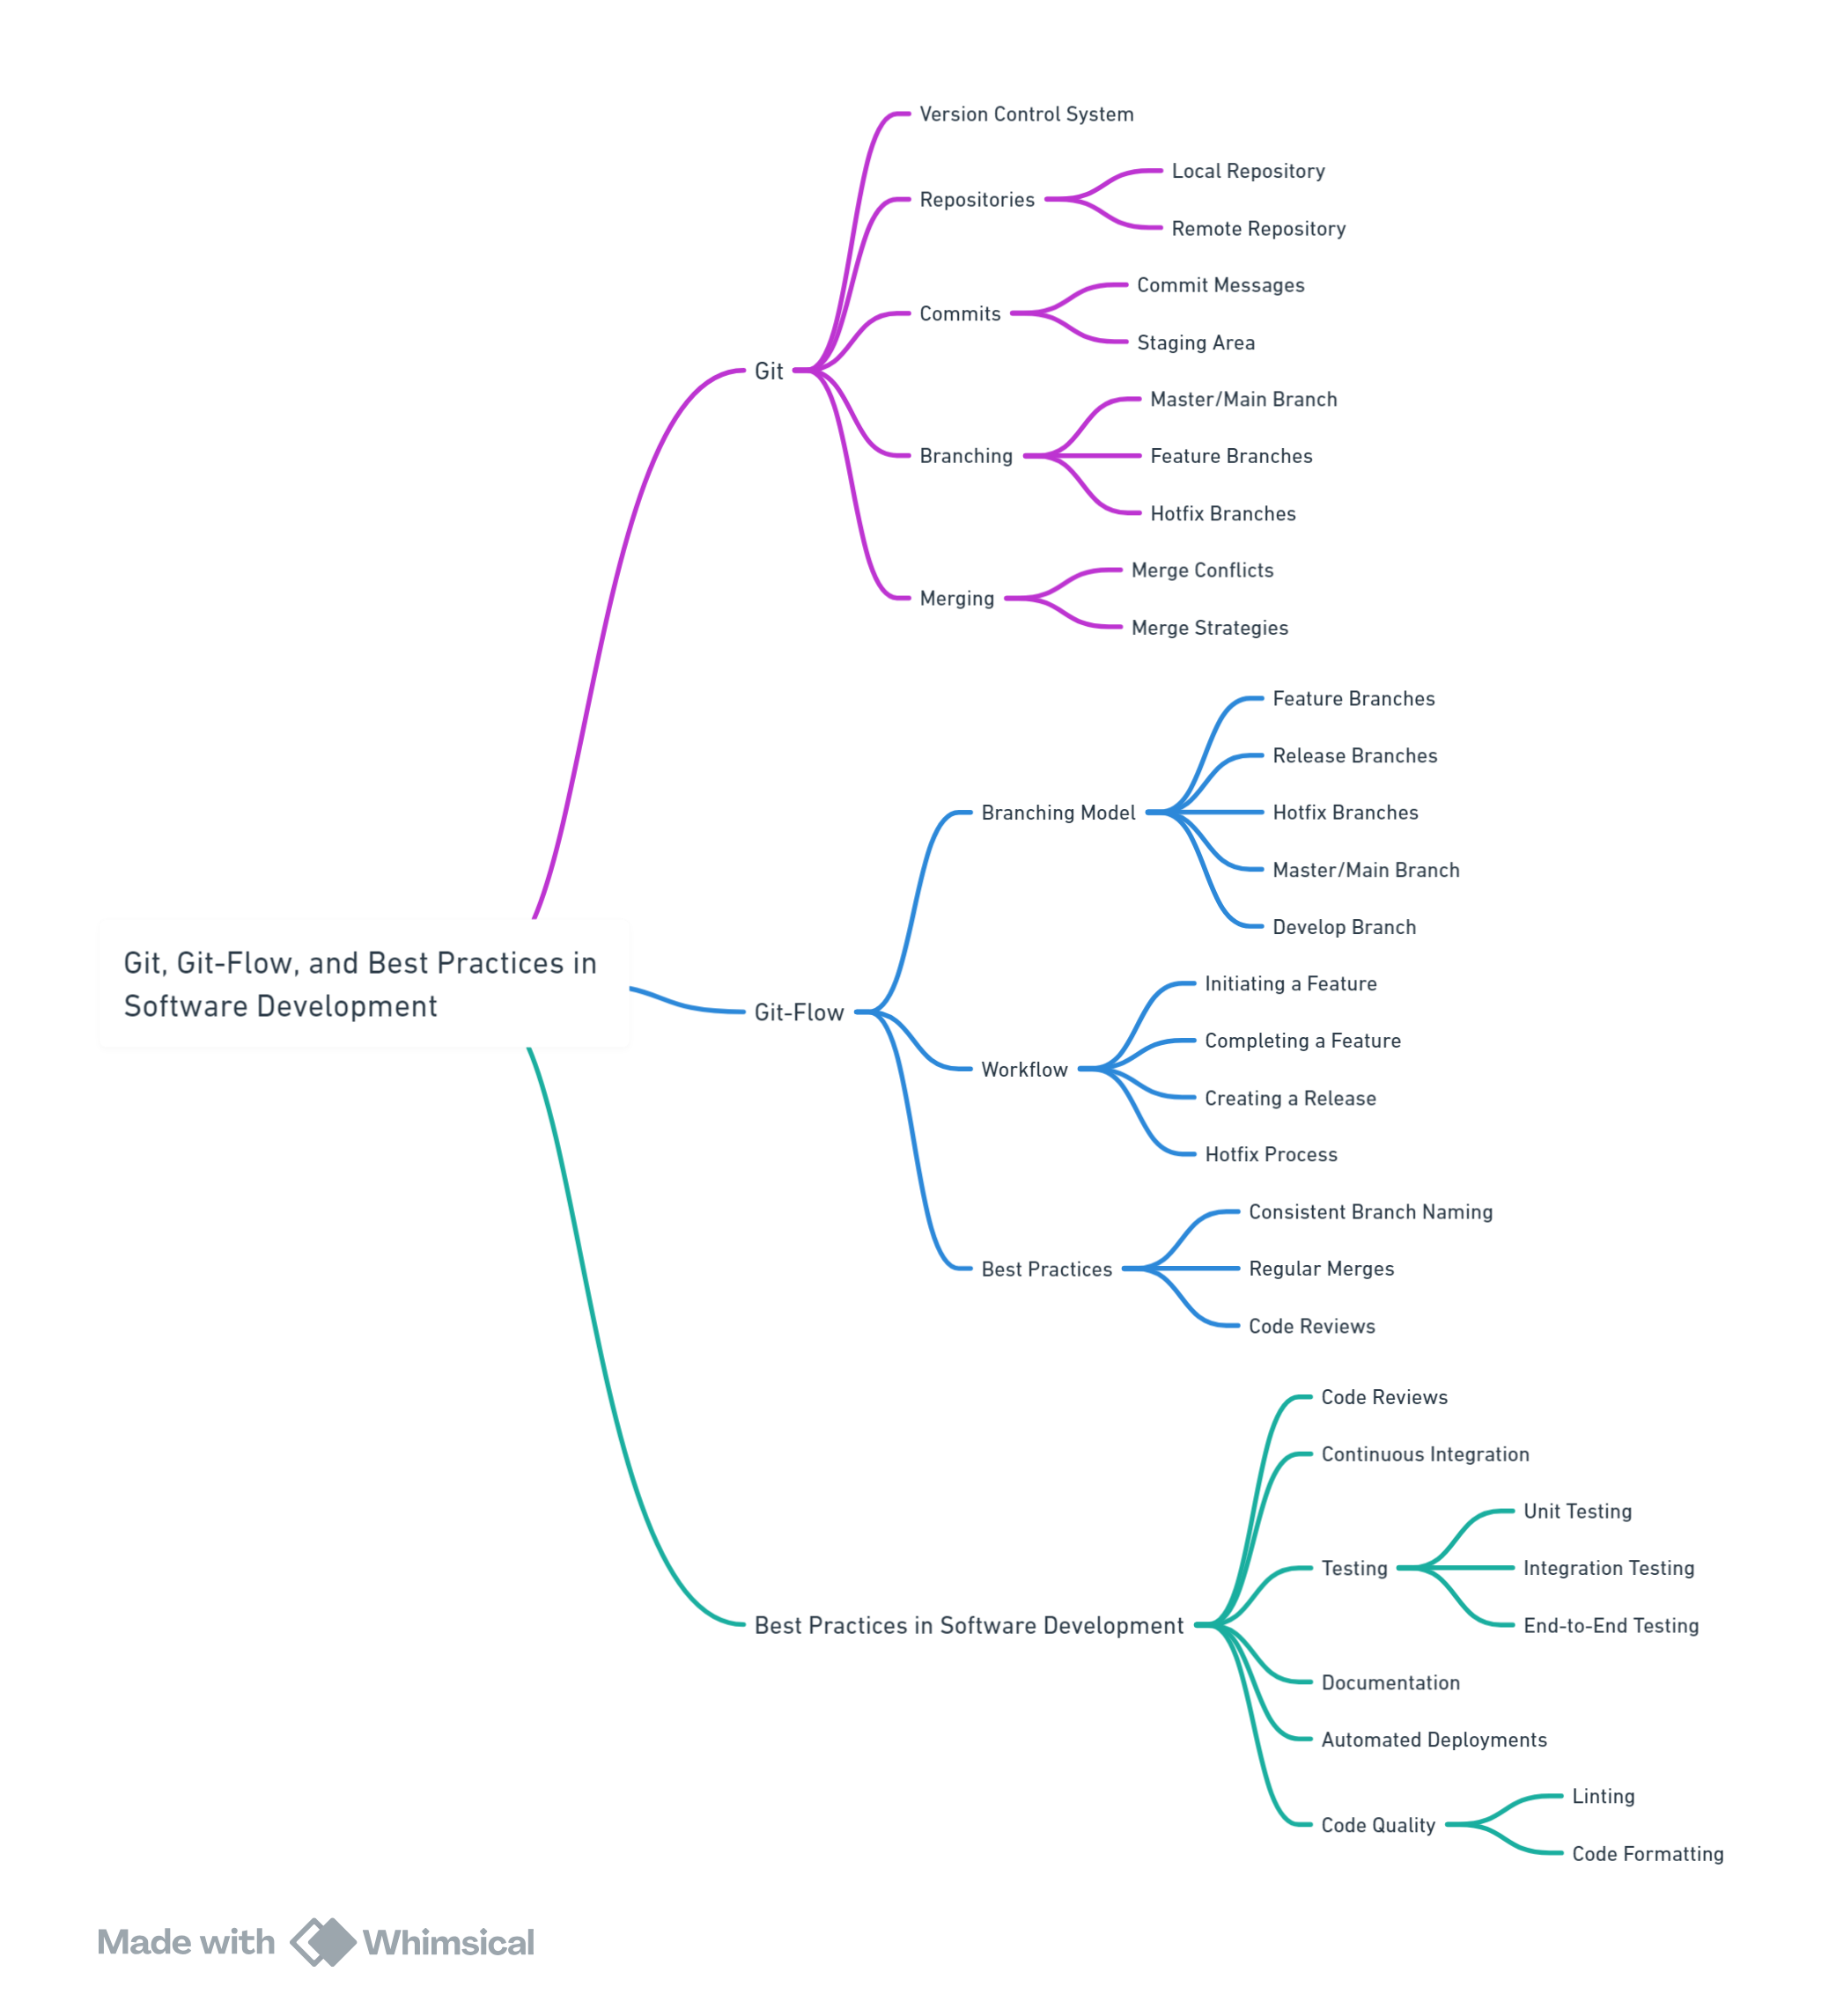 Git, Git-Flow, and Best Practices in
Software Development
Git
Version Control System
Repositories
Local Repository
Remote Repository
Commits
Commit Messages
Staging Area
Branching
Master/Main Branch
Feature Branches
Hotfix Branches
Merging
Merge Conflicts
Merge Strategies
Git-Flow
Branching Model
Feature Branches
Release Branches
Hotfix Branches
Master/Main Branch
Develop Branch
Workflow
Initiating a Feature
Completing a Feature
Creating a Release
Hotfix Process
Best Practices
Consistent Branch Naming
Regular Merges
Code Reviews
Best Practices in Software Development
Code Reviews
Continuous Integration
Testing
Unit Testing
Integration Testing
End-to-End Testing
Documentation
Automated Deployments
Code Quality
Linting
Code Formatting
Made with Whimsical